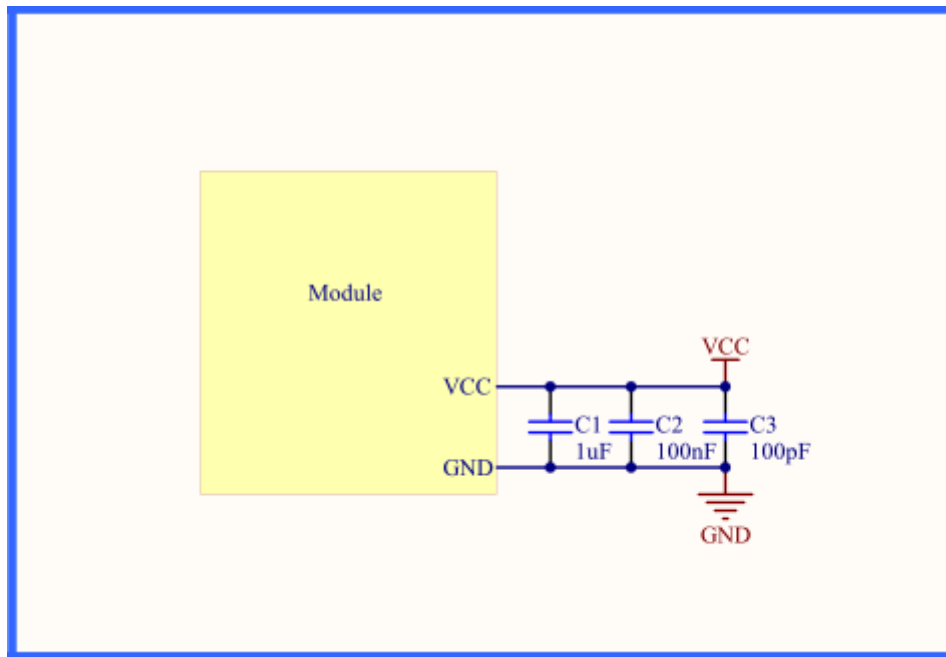 Module
VCC
VCC
C1
C2
C3
1uF
100nF
100pF
GND
GND